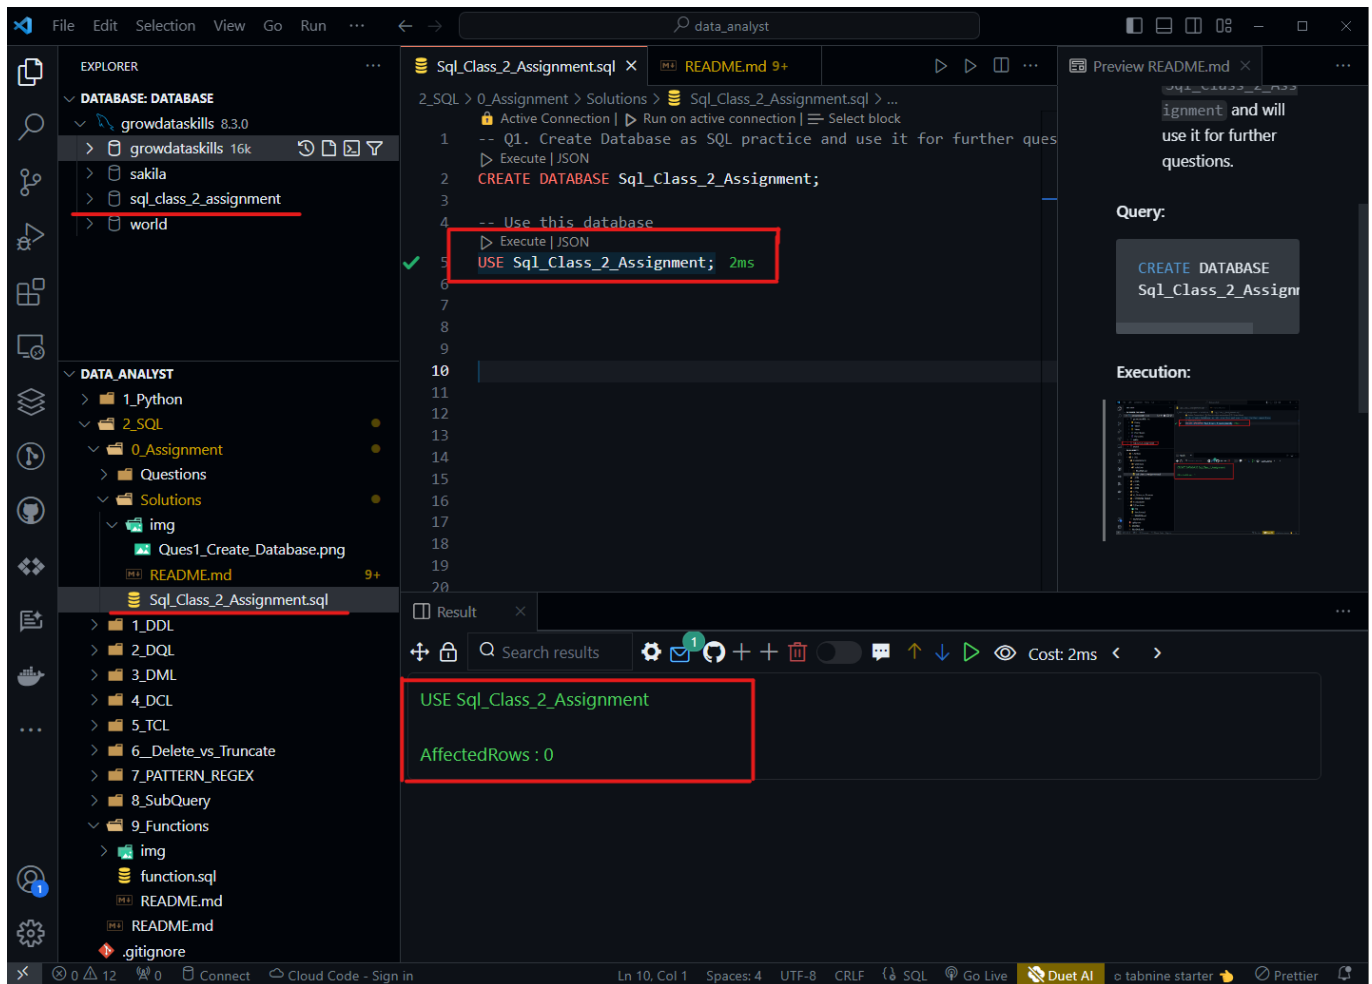 File Edit Selection View Go Run ···
data_analyst
EXPLORER ···
DATABASE: DATABASE
growdataskills 8.3.0
growdataskills 16k
sakila
sql_class_2_assignment
world
DATA_ANALYST
1_Python
2_SQL
0_Assignment
Questions
Solutions
img
Ques1_Create_Database.png
README.md 9+
Sql_Class_2_Assignment.sql
1_DDL
2_DQL
3_DML
4_DCL
5_TCL
6__Delete_vs_Truncate
7_PATTERN_REGEX
8_SubQuery
9_Functions
img
function.sql
README.md
README.md
.gitignore
Sql_Class_2_Assignment.sql
README.md 9+
2_SQL > 0_Assignment > Solutions > Sql_Class_2_Assignment.sql > ...
Active Connection | Run on active connection | Select block
1 -- Q1. Create Database as SQL practice and use it for further ques
Execute | JSON
2 CREATE DATABASE Sql_Class_2_Assignment;
3
4 -- Use this database
Execute | JSON
5 USE Sql_Class_2_Assignment; 2ms
6
7
8
9
10
11
12
13
14
15
16
17
18
19
20
Preview README.md
Sql_Class_2_Ass
ignment and will
use it for further
questions.
Query:
CREATE DATABASE
Sql_Class_2_Assign
Execution:
Result
Search results
1
Cost: 2ms
USE Sql_Class_2_Assignment
AffectedRows : 0
1
0 12 0 Connect Cloud Code - Sign in Ln 10, Col 1 Spaces: 4 UTF-8 CRLF SQL Go Live Duet AI tabnine starter Prettier